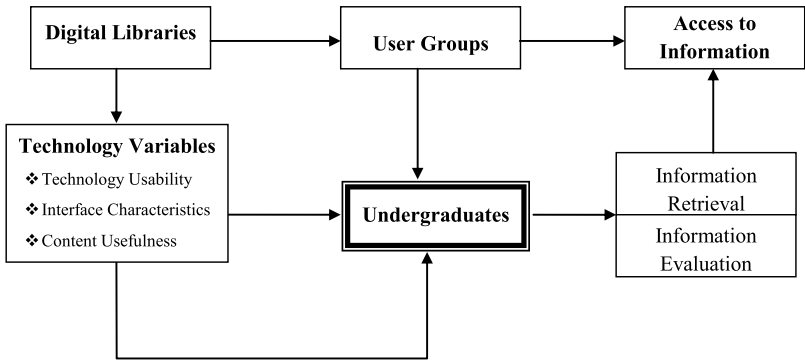 Digital Libraries
User Groups
Access to
Information
Technology Variables
❖ Technology Usability
❖ Interface Characteristics
❖ Content Usefulness
Undergraduates
Information
Retrieval
Information
Evaluation